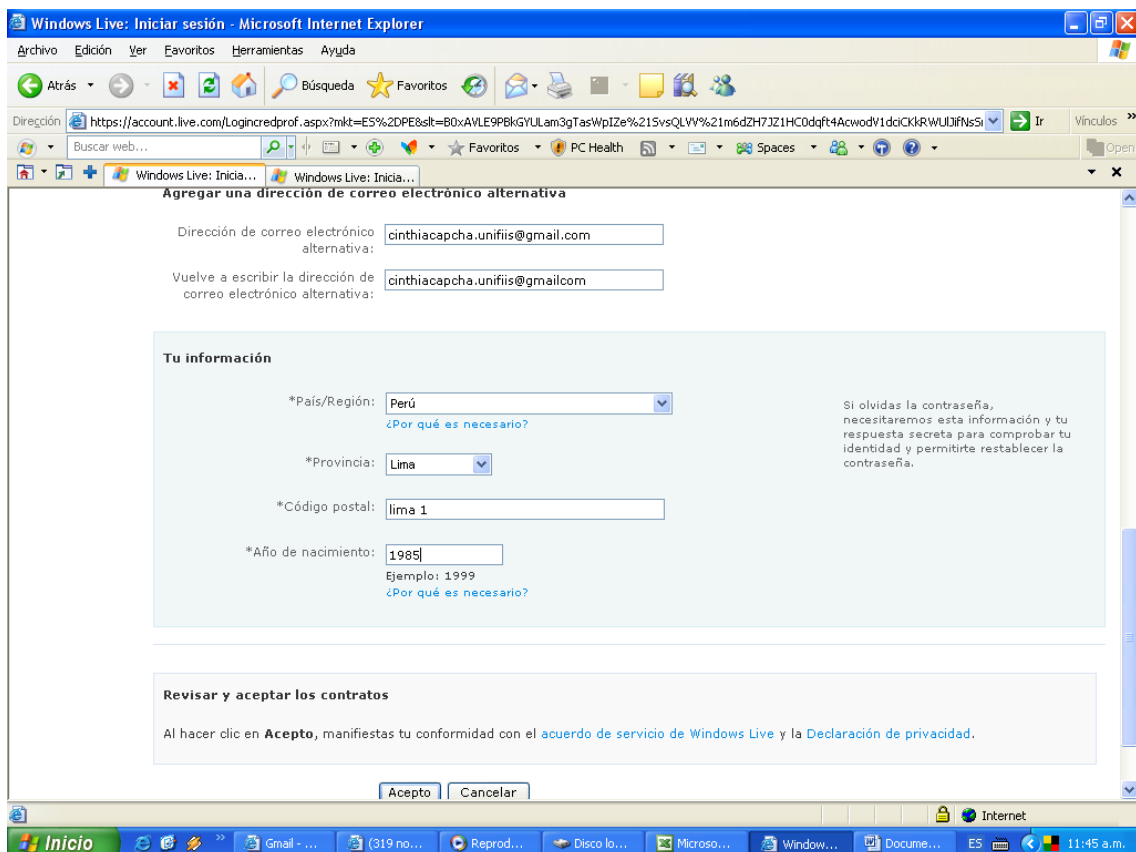 Windows Live: Iniciar sesión - Microsoft Internet Explorer
Archivo Edición Ver Favoritos Herramientas Ayuda
Atrás Búsqueda Favoritos
Dirección https://account.live.com/Logincredprof.aspx?mkt=ES%2DPE&slt=B0xAVLE9PBkGYULam3gTasWpIZe%21SvsQLVV%21m6dZH7JZ1HC0dqft4AcwodV1dciCKkRWUlJifNsSi Ir Vínculos »
Buscar web... Favoritos PC Health Spaces Open
Windows Live: Inicia... Windows Live: Inicia...
Agregar una dirección de correo electrónico alternativa
Dirección de correo electrónico
alternativa:
cinthiacapcha.unifiis@gmail.com
Vuelve a escribir la dirección de
correo electrónico alternativa:
cinthiacapcha.unifiis@gmailcom
Tu información
*País/Región: Perú
¿Por qué es necesario?
*Provincia: Lima
*Código postal: lima 1
*Año de nacimiento: 1985
Ejemplo: 1999
¿Por qué es necesario?
Si olvidas la contraseña,
necesitaremos esta información y tu
respuesta secreta para comprobar tu
identidad y permitirte restablecer la
contraseña.
Revisar y aceptar los contratos
Al hacer clic en Acepto, manifiestas tu conformidad con el acuerdo de servicio de Windows Live y la Declaración de privacidad.
Acepto Cancelar
Internet
Inicio » Gmail - ... (319 no... Reprod... Disco lo... Microso... Window... Docume... ES 11:45 a.m.